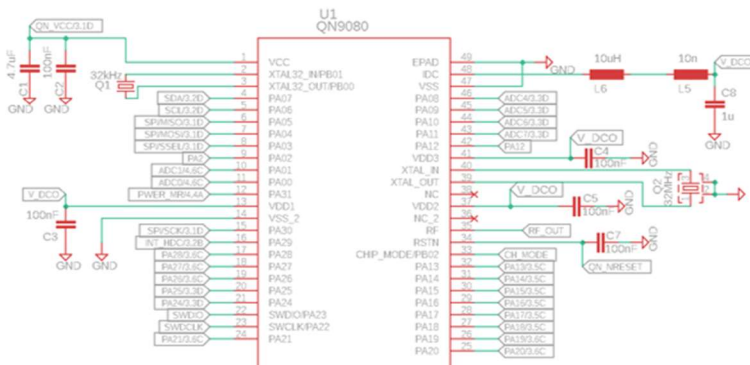 U1
QN9080
QN_VCC/3.1D
4.7uF
C1
100nF
C2
GND
GND
32kHz
Q1
1 VCC
2 XTAL32_IN/PB01
3 XTAL32_OUT/PB00
SDA/3.2D 4 PA07
SCL/3.2D 5 PA06
SPI/MISO/3.1D 6 PA05
SPI/MOSI/3.1D 7 PA04
SPI/SSEL/3.1D 8 PA03
PA2 9 PA02
ADC1/4.6C 10 PA01
ADC0/4.6C 11 PA00
PWER_MRI/4.4A 12 PA31
V_DCO 13 VDD1
14 VSS_2
100nF
C3
GND
GND
SPI/SCK/3.1D 15 PA30
INT_HDC/3.2B 16 PA29
PA28/3.6C 17 PA28
PA27/3.6C 18 PA27
PA26/3.6C 19 PA26
PA25/3.3D 20 PA25
PA24/3.3D 21 PA24
SWDIO 22 SWDIO/PA23
SWDCLK 23 SWCLK/PA22
PA21/3.6C 24 PA21
EPAD 49
IDC 48
VSS 47
GND
10uH
L6
10n
L5
V_DCO
C8
1u
GND
PA08 46 ADC4/3.3D
PA09 45 ADC5/3.3D
PA10 44 ADC6/3.3D
PA11 43 ADC7/3.3D
PA12 42 PA12
VDD3 41
V_DCO
C4
100nF
GND
XTAL_IN 40
XTAL_OUT 39
Q2
32MHz
GND
NC 38
VDD2 37
V_DCO
C5
100nF
GND
NC_2 36
RF 35 RF_OUT
RSTN 34
C7
100nF
GND
QN_NRESET
CHIP_MODE/PB02 33 CH_MODE
PA13 32 PA13/3.5C
PA14 31 PA14/3.5C
PA15 30 PA15/3.5C
PA16 29 PA16/3.5C
PA17 28 PA17/3.5C
PA18 27 PA18/3.5C
PA19 26 PA19/3.6C
PA20 25 PA20/3.6C